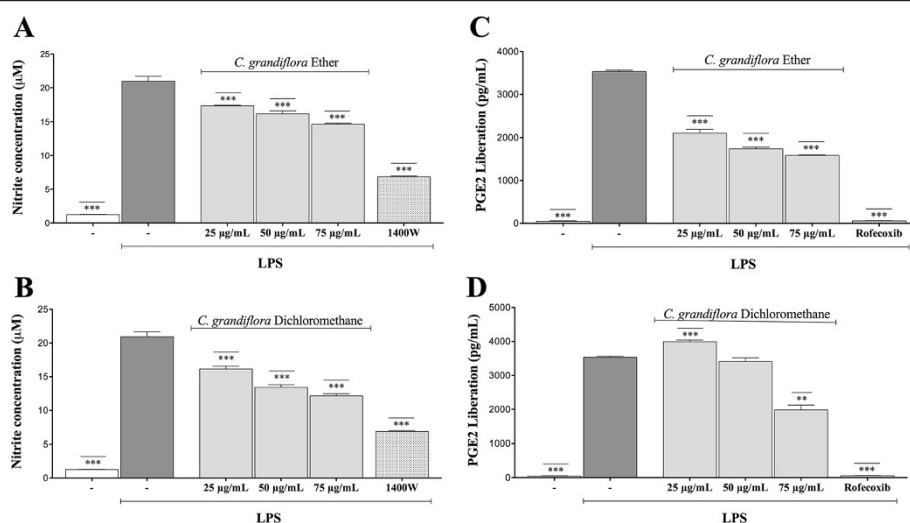 A
C. grandiflora Ether
Nitrite concentration (µM)
25
20
15
10
5
0
***
***
***
***
***
-
-
25 µg/mL
50 µg/mL
75 µg/mL
1400W
LPS
C
C. grandiflora Ether
PGE2 Liberation (pg/mL)
4000
3000
2000
1000
0
***
***
***
***
***
-
-
25 µg/mL
50 µg/mL
75 µg/mL
Rofecoxib
LPS
B
C. grandiflora Dichloromethane
Nitrite concentration (µM)
25
20
15
10
5
0
***
***
***
***
***
-
-
25 µg/mL
50 µg/mL
75 µg/mL
1400W
LPS
D
C. grandiflora Dichloromethane
PGE2 Liberation (pg/mL)
5000
4000
3000
2000
1000
0
***
***
**
***
-
-
25 µg/mL
50 µg/mL
75 µg/mL
Rofecoxib
LPS